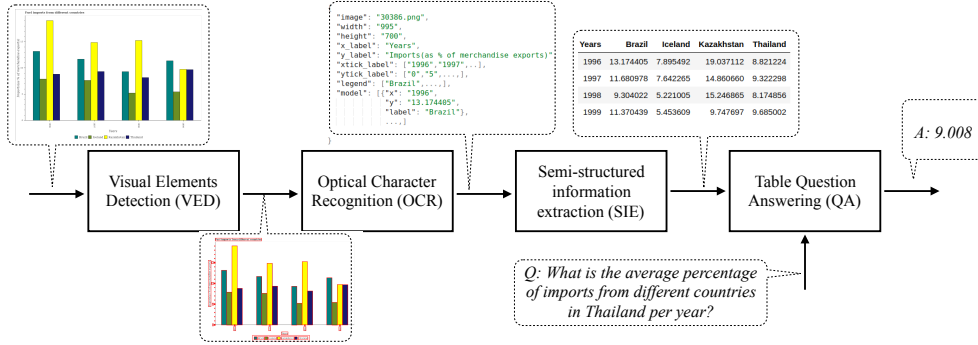 Fuel imports from different countries
"image": "30386.png",
"width": "995",
"height": "700",
"x_label": "Years",
"y_label": "Imports(as % of merchandise exports)"
"xtick_label": ["1996","1997",..],
"ytick_label": ["0","5",...,],
"legend": ["Brazil",...,],
"model": [{"x": "1996",
"y": "13.174405",
"label": "Brazil"},
...,]
}
Years Brazil Iceland Kazakhstan Thailand
1996 13.174405 7.895492 19.037112 8.821224
1997 11.680978 7.642265 14.860660 9.322298
1998 9.304022 5.221005 15.246865 8.174856
1999 11.370439 5.453609 9.747697 9.685002
A: 9.008
Visual Elements
Detection (VED)
Optical Character
Recognition (OCR)
Semi-structured
information
extraction (SIE)
Table Question
Answering (QA)
Q: What is the average percentage
of imports from different countries
in Thailand per year?